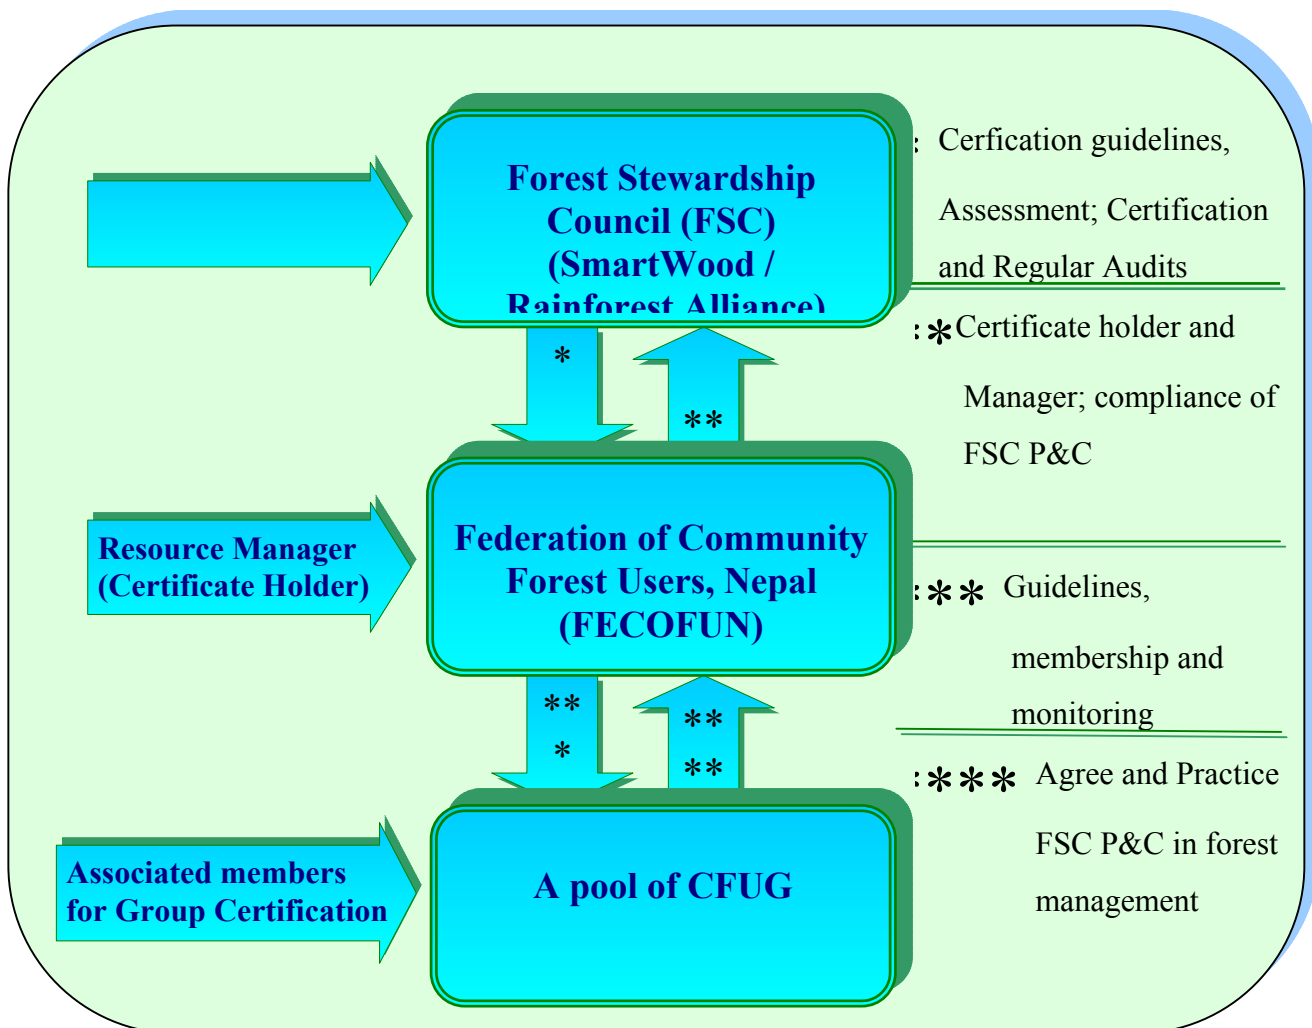 Forest Stewardship
Council (FSC)
(SmartWood /
Rainforest Alliance)
* Cerfication guidelines,
Assessment; Certification
and Regular Audits
*
**
**Certificate holder and
Manager; compliance of
FSC P&C
Resource Manager
(Certificate Holder)
Federation of Community
Forest Users, Nepal
(FECOFUN)
*** Guidelines,
membership and
monitoring
**
*
**
**
**** Agree and Practice
FSC P&C in forest
management
Associated members
for Group Certification
A pool of CFUG